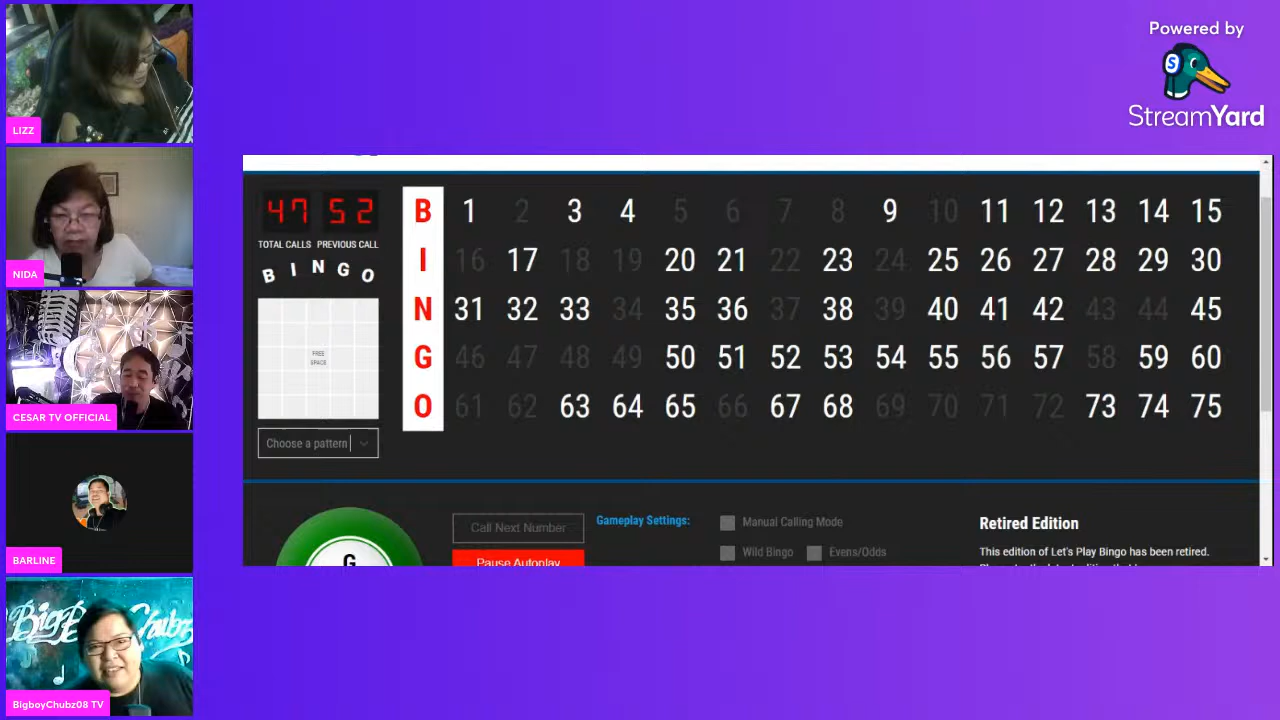 Powered by
S
StreamYard
LIZZ
NIDA
CESAR TV OFFICIAL
BARLINE
BigboyChubz08 TV
47 52
TOTAL CALLS PREVIOUS CALL
B I N G O
FREE
SPACE
Choose a pattern
B 1 2 3 4 5 6 7 8 9 10 11 12 13 14 15
I 16 17 18 19 20 21 22 23 24 25 26 27 28 29 30
N 31 32 33 34 35 36 37 38 39 40 41 42 43 44 45
G 46 47 48 49 50 51 52 53 54 55 56 57 58 59 60
O 61 62 63 64 65 66 67 68 69 70 71 72 73 74 75
G
Call Next Number
Pause Autoplay
Gameplay Settings:
Manual Calling Mode
Wild Bingo Evens/Odds
Retired Edition
This edition of Let's Play Bingo has been retired.